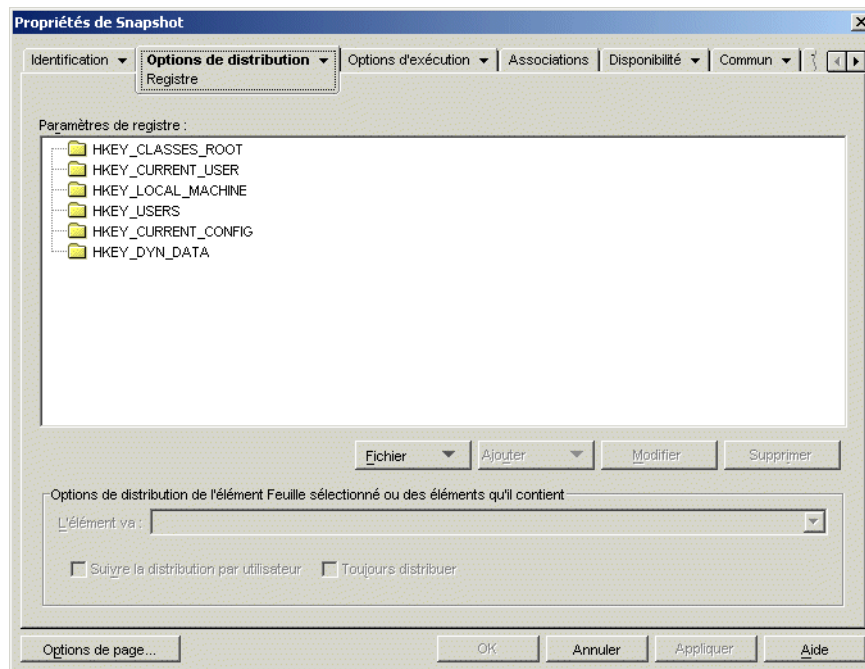 Propriétés de Snapshot
Identification
Options de distribution
Options d'exécution
Associations
Disponibilité
Commun
Registre
Paramètres de registre :
HKEY_CLASSES_ROOT
HKEY_CURRENT_USER
HKEY_LOCAL_MACHINE
HKEY_USERS
HKEY_CURRENT_CONFIG
HKEY_DYN_DATA
Fichier
Ajouter
Modifier
Supprimer
Options de distribution de l'élément Feuille sélectionné ou des éléments qu'il contient
L'élément va :
Suivre la distribution par utilisateur
Toujours distribuer
Options de page...
OK
Annuler
Appliquer
Aide